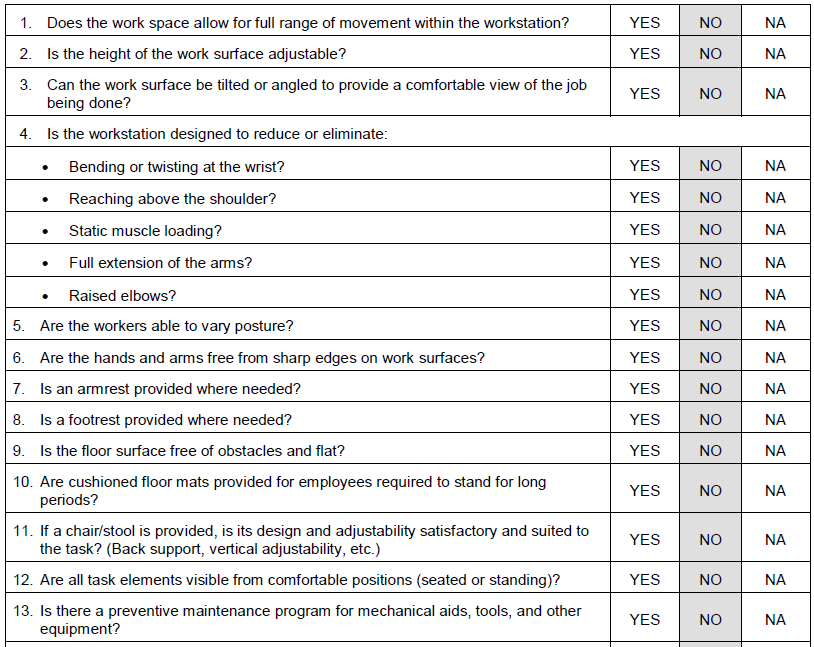 1. Does the work space allow for full range of movement within the workstation? YES NO NA
2. Is the height of the work surface adjustable? YES NO NA
3. Can the work surface be tilted or angled to provide a comfortable view of the job
being done? YES NO NA
4. Is the workstation designed to reduce or eliminate:
• Bending or twisting at the wrist? YES NO NA
• Reaching above the shoulder? YES NO NA
• Static muscle loading? YES NO NA
• Full extension of the arms? YES NO NA
• Raised elbows? YES NO NA
5. Are the workers able to vary posture? YES NO NA
6. Are the hands and arms free from sharp edges on work surfaces? YES NO NA
7. Is an armrest provided where needed? YES NO NA
8. Is a footrest provided where needed? YES NO NA
9. Is the floor surface free of obstacles and flat? YES NO NA
10. Are cushioned floor mats provided for employees required to stand for long
periods? YES NO NA
11. If a chair/stool is provided, is its design and adjustability satisfactory and suited to
the task? (Back support, vertical adjustability, etc.) YES NO NA
12. Are all task elements visible from comfortable positions (seated or standing)? YES NO NA
13. Is there a preventive maintenance program for mechanical aids, tools, and other
equipment? YES NO NA